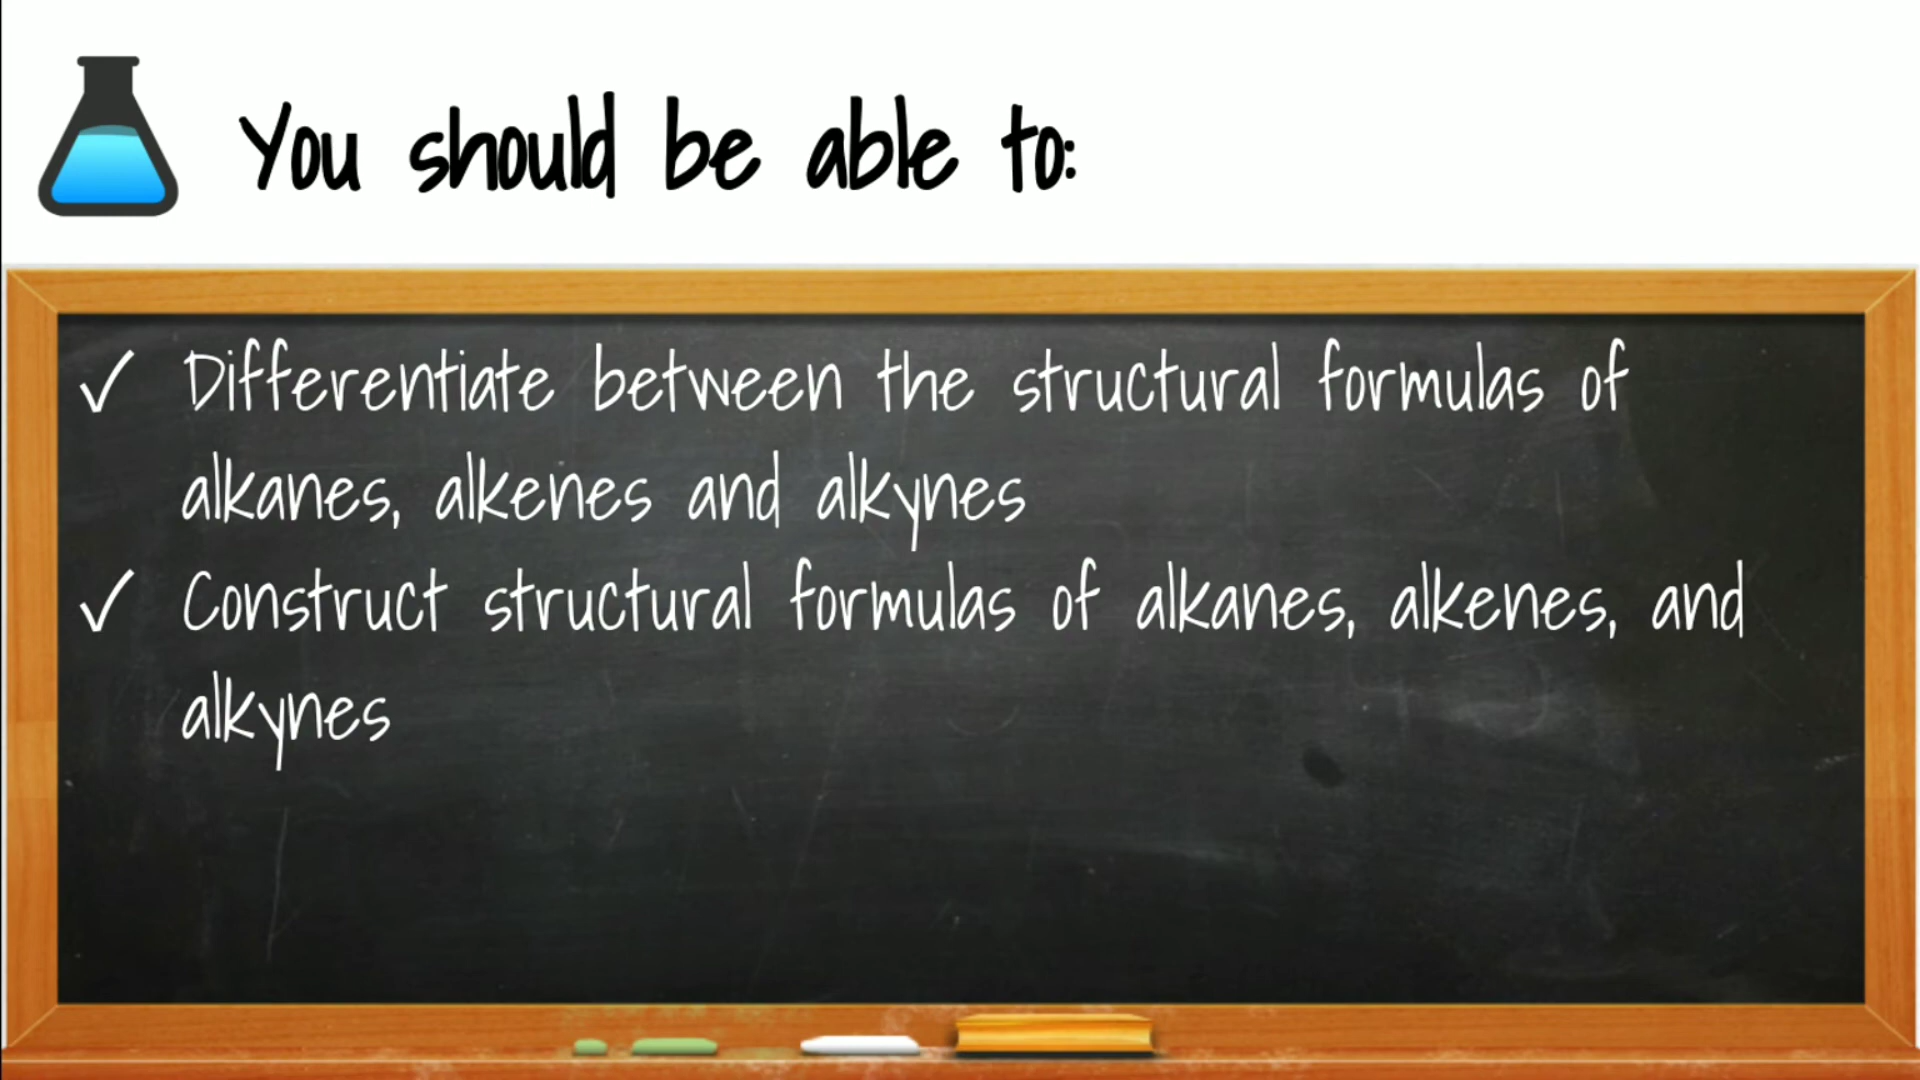 You should be able to:
✓ Differentiate between the structural formulas of
alkanes, alkenes and alkynes
✓ Construct structural formulas of alkanes, alkenes, and
alkynes